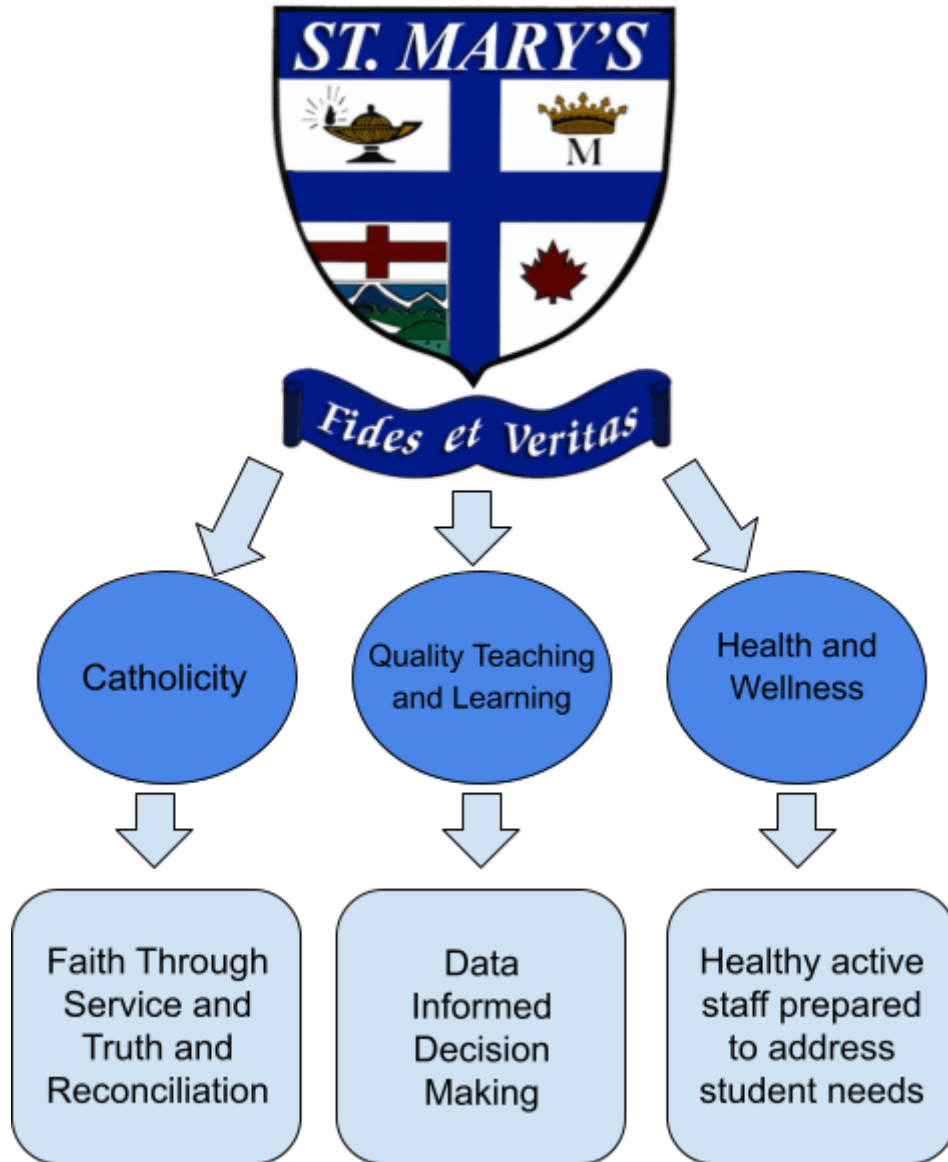 ST. MARY'S
M
Fides et Veritas
Catholicity
Quality Teaching
and Learning
Health and
Wellness
Faith Through
Service and
Truth and
Reconciliation
Data
Informed
Decision
Making
Healthy active
staff prepared
to address
student needs